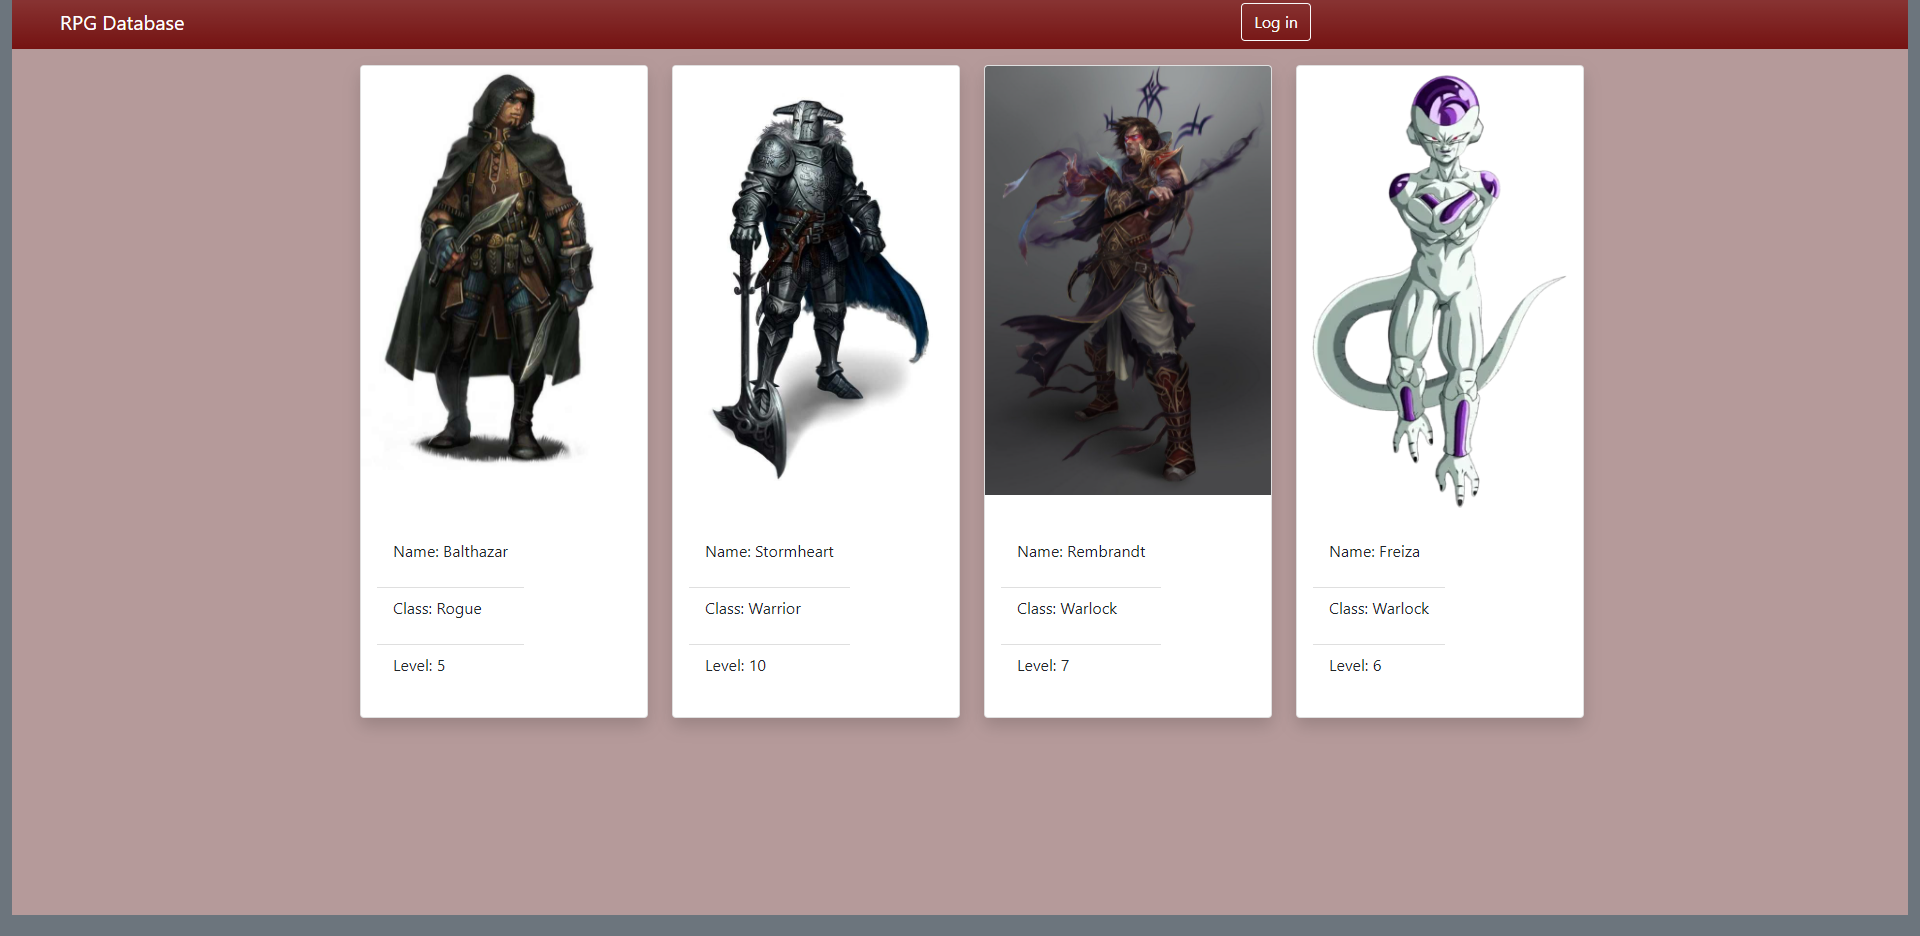 RPG Database
Log in
Name: Balthazar
Class: Rogue
Level: 5
Name: Stormheart
Class: Warrior
Level: 10
Name: Rembrandt
Class: Warlock
Level: 7
Name: Freiza
Class: Warlock
Level: 6